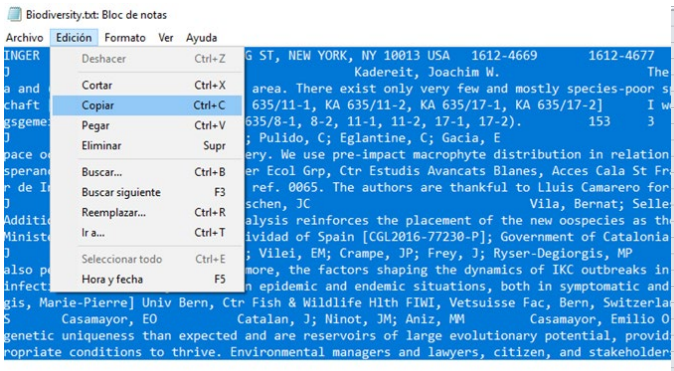 Biodiversity.txt: Bloc de notas
Archivo Edición Formato Ver Ayuda
INGER G ST, NEW YORK, NY 10013 USA 1612-4669 1612-4677
J Kadereit, Joachim W. The
a and area. There exist only very few and mostly species-poor
chaft 635/11-1, KA 635/11-2, KA 635/17-1, KA 635/17-2] I
gsgeme 635/8-1, 8-2, 11-1, 11-2, 17-1, 17-2). 153 3
J ; Pulido, C; Eglantine, C; Gacia, E
pace ery. We use pre-impact macrophyte distribution in relation
speran er Ecol Grp, Ctr Estudis Avancats Blanes, Acces Cala St
r de ref. 0065. The authors are thankful to Lluis Camarero for
J schen, JC Vila, Bernat;
Additi alysis reinforces the placement of the new oospecies as
Ministe ividad of Spain [CGL2016-77230-P]; Government of Catalonia
J ; Vilei, EM; Crampe, JP; Frey, J; Ryser-Degiorgis, MP
also more, the factors shaping the dynamics of IKC outbreaks in
infect n epidemic and endemic situations, both in symptomatic and
gis, Marie-Pierre] Univ Bern, Ctr Fish & Wildlife Hlth FIWI, Vetsuisse Fac, Bern,
S Casamayor, EO Catalan, J; Ninot, JM; Aniz, MM Casamayor, Emilio O
genetic uniqueness than expected and are reservoirs of large evolutionary potential,
ropriate conditions to thrive. Environmental managers and lawyers, citizen, and stakeholder
Deshacer Ctrl+Z
Cortar Ctrl+X
Copiar Ctrl+C
Pegar Ctrl+V
Eliminar Supr
Buscar... Ctrl+B
Buscar siguiente F3
Reemplazar... Ctrl+R
Ir a... Ctrl+T
Seleccionar todo Ctrl+E
Hora y fecha F5